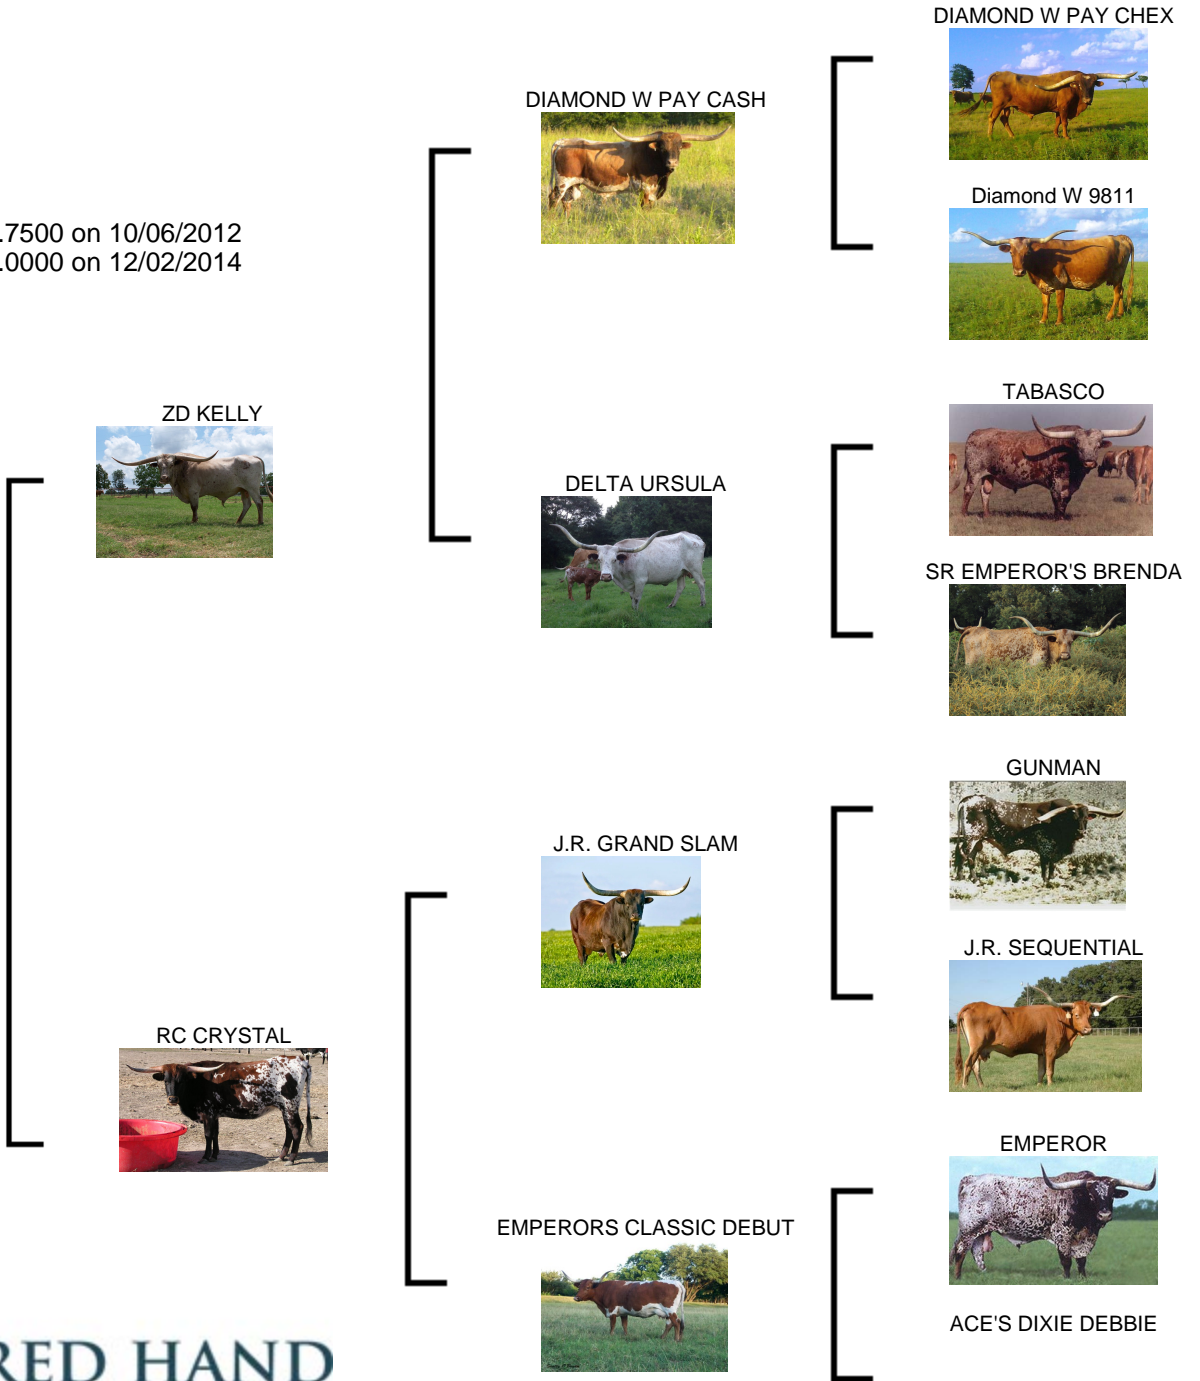 DIAMOND W PAY CHEX
DIAMOND W PAY CASH
Diamond W 9811
.7500 on 10/06/2012
.0000 on 12/02/2014
TABASCO
ZD KELLY
DELTA URSULA
SR EMPEROR'S BRENDA
GUNMAN
J.R. GRAND SLAM
J.R. SEQUENTIAL
RC CRYSTAL
EMPEROR
EMPERORS CLASSIC DEBUT
ACE'S DIXIE DEBBIE
RED HAND